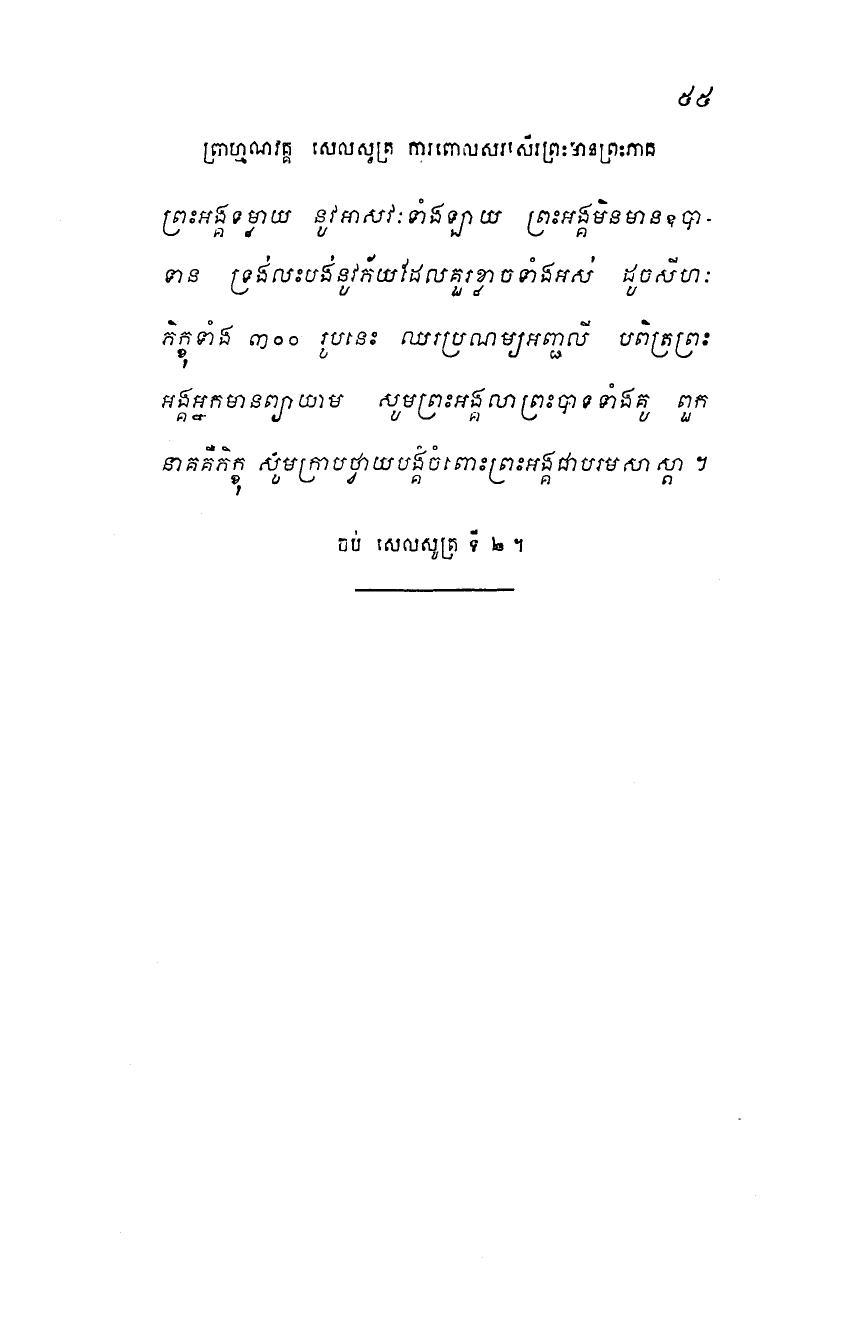 ៥៥
ព្រាហ្មណវគ្គ សេលសូត្រ ការពោលសរសើរព្រះមានព្រះភាគ
ព្រះអង្គទម្លាយ នូវអាសវៈទាំងឡាយ ព្រះអង្គមិនមានឧបា-
ទាន ទ្រង់លះបង់នូវភ័យដែលគួរខ្លាចទាំងអស់ ដូចសីហៈ
ភិក្ខុទាំង ៣០០ រូបនេះ ឈរប្រណម្យអញ្ជលី បពិត្រព្រះ
អង្គអ្នកមានព្យាយាម សូមព្រះអង្គលាព្រះបាទទាំងគូ ពួក
នាគគឺភិក្ខុ សូមក្រាបថ្វាយបង្គំចំពោះព្រះអង្គជាបរមសាស្តា ។
ចប់ សេលសូត្រ ទី ២ ។